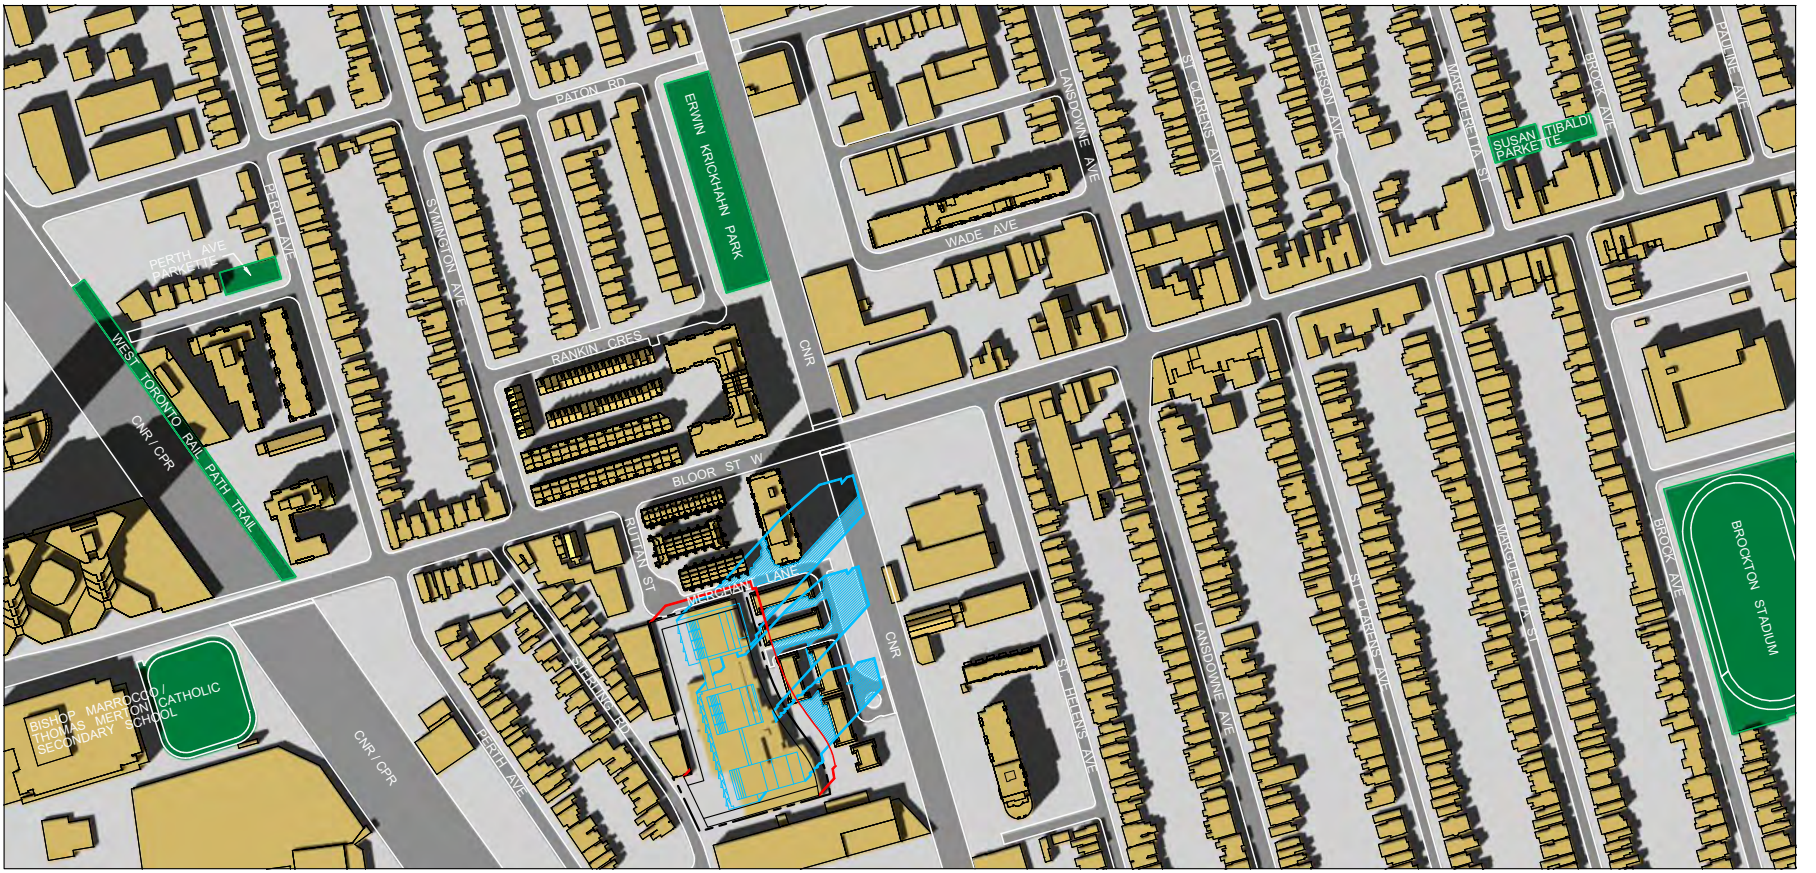 PATON RD
ERWIN KRICKHAHN PARK
LANSDOWNE AVE
ST CLARENS AVE
EMERSON AVE
MARGUERETTA ST
BROCK AVE
PAULINE AVE
SUSAN TIBALDI
PARKETTE
PERTH AVE
SYMINGTON AVE
PERTH AVE
PARKETTE
WADE AVE
WEST TORONTO RAIL PATH TRAIL
CNR / CPR
RANKIN CRES
CNR
BLOOR ST W
RUTTAN ST
MERCHANT LANE
STERLING RD
CNR
ST. HELENS AVE
LANSDOWNE AVE
ST CLARENS AVE
MARGUERETTA ST
BROCK AVE
BROCKTON STADIUM
BISHOP MARROCCO /
THOMAS MERTON CATHOLIC
SECONDARY SCHOOL
CNR / CPR
PERTH AVE